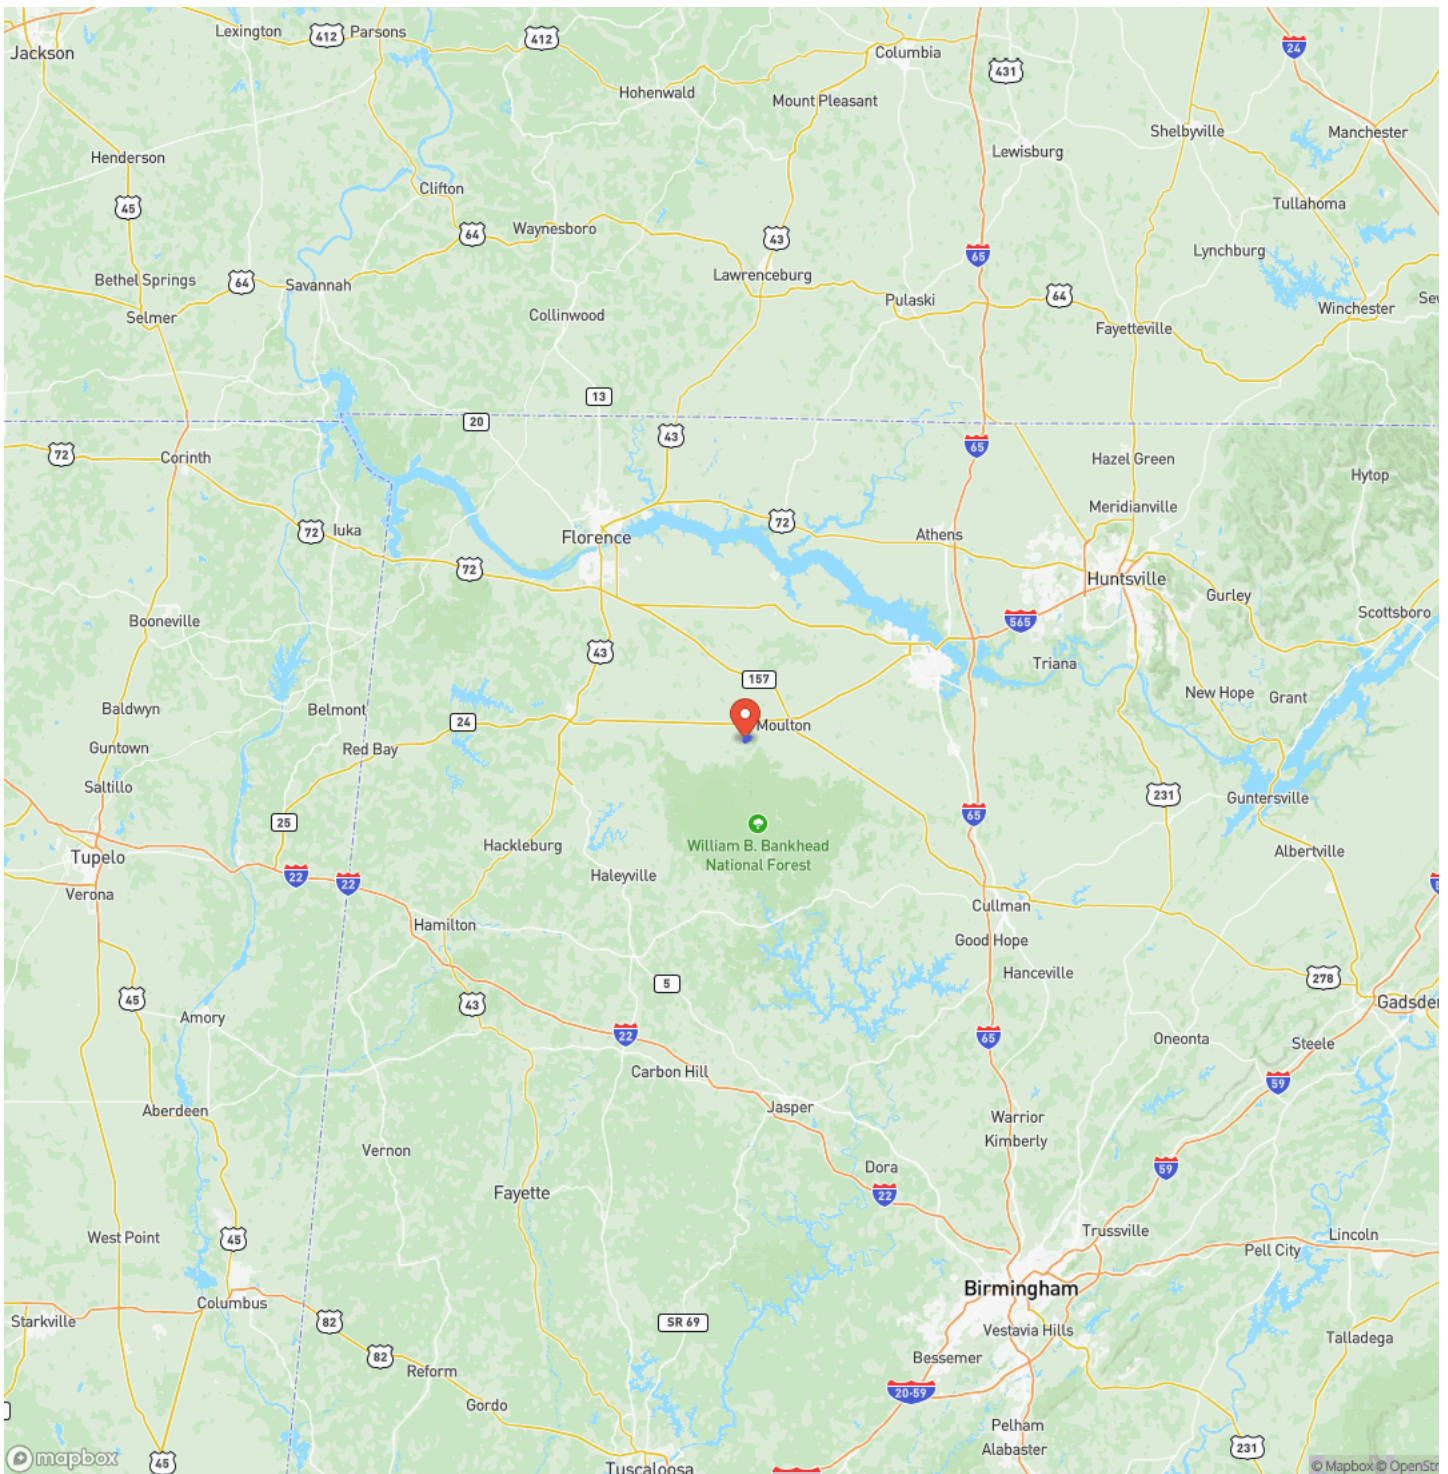 Lexington
412
Parsons
412
Jackson
Columbia
24
431
Hohenwald
Mount Pleasant
Shelbyville
Manchester
Henderson
Lewisburg
Clifton
45
Tullahoma
Waynesboro
64
43
65
Lynchburg
Bethel Springs
64
Savannah
Lawrenceburg
Pulaski
64
Winchester
Selmer
Collinwood
Fayetteville
13
20
43
65
72
Corinth
Hazel Green
Hytop
Meridianville
72
Iuka
Florence
72
Athens
72
Huntsville
Gurley
Booneville
565
Scottsboro
43
Triana
157
New Hope
Grant
Baldwyn
Belmont
24
Moulton
Guntown
Red Bay
Saltillo
231
Guntersville
25
65
Hackleburg
William B. Bankhead
National Forest
Albertville
Tupelo
22
22
Haleyville
Verona
Cullman
Hamilton
Good Hope
Hanceville
5
278
45
43
Gadsden
Amory
22
65
Oneonta
Steele
Carbon Hill
59
Aberdeen
Jasper
Warrior
Kimberly
Vernon
Dora
59
22
Fayette
Trussville
West Point
45
Lincoln
Pell City
Birmingham
Columbus
Starkville
82
SR 69
Vestavia Hills
Talladega
82
Bessemer
Reform
20-59
Gordo
Pelham
Alabaster
231
mapbox
45
Tuscaloosa
© Mapbox © OpenStr